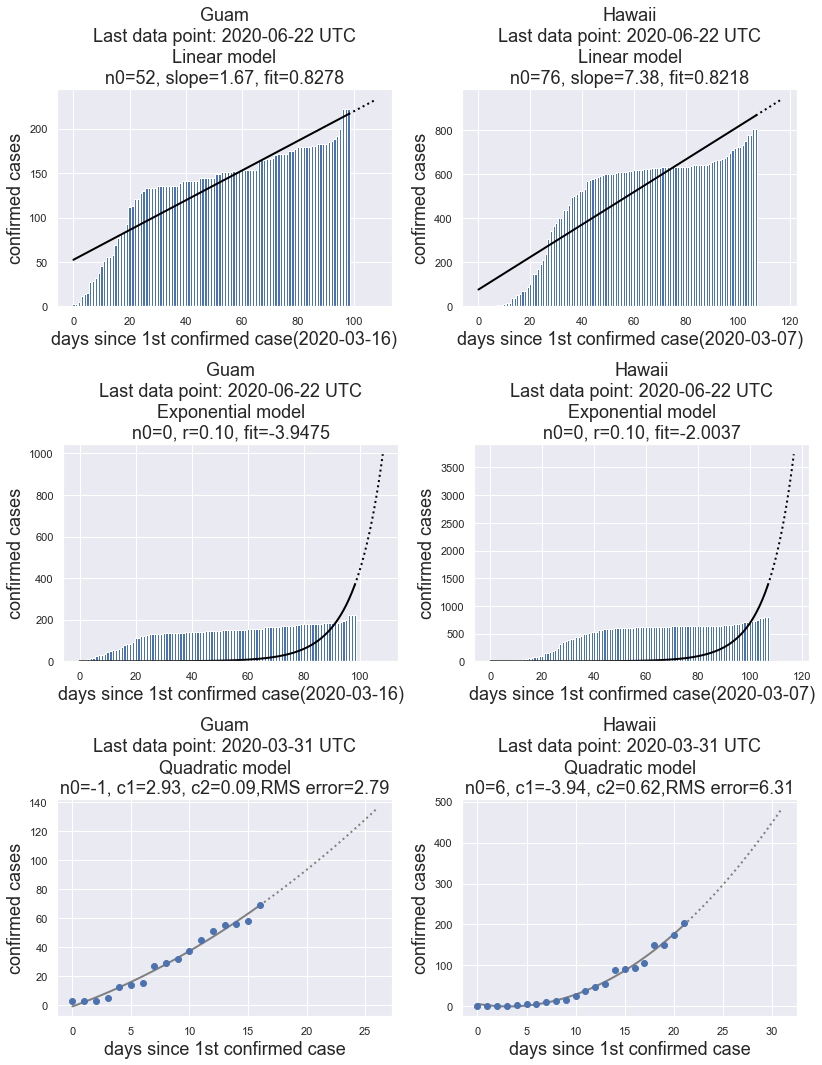 Guam
Last data point: 2020-06-22 UTC
Linear model
n0=52, slope=1.67, fit=0.8278
confirmed cases
200
150
100
50
0
0 20 40 60 80 100
days since 1st confirmed case(2020-03-16)
Hawaii
Last data point: 2020-06-22 UTC
Linear model
n0=76, slope=7.38, fit=0.8218
confirmed cases
800
600
400
200
0
0 20 40 60 80 100 120
days since 1st confirmed case(2020-03-07)
Guam
Last data point: 2020-06-22 UTC
Exponential model
n0=0, r=0.10, fit=-3.9475
confirmed cases
1000
800
600
400
200
0
0 20 40 60 80 100
days since 1st confirmed case(2020-03-16)
Hawaii
Last data point: 2020-06-22 UTC
Exponential model
n0=0, r=0.10, fit=-2.0037
confirmed cases
3500
3000
2500
2000
1500
1000
500
0
0 20 40 60 80 100 120
days since 1st confirmed case(2020-03-07)
Guam
Last data point: 2020-03-31 UTC
Quadratic model
n0=-1, c1=2.93, c2=0.09,RMS error=2.79
confirmed cases
140
120
100
80
60
40
20
0
0 5 10 15 20 25
days since 1st confirmed case
Hawaii
Last data point: 2020-03-31 UTC
Quadratic model
n0=6, c1=-3.94, c2=0.62,RMS error=6.31
confirmed cases
500
400
300
200
100
0
0 5 10 15 20 25 30
days since 1st confirmed case